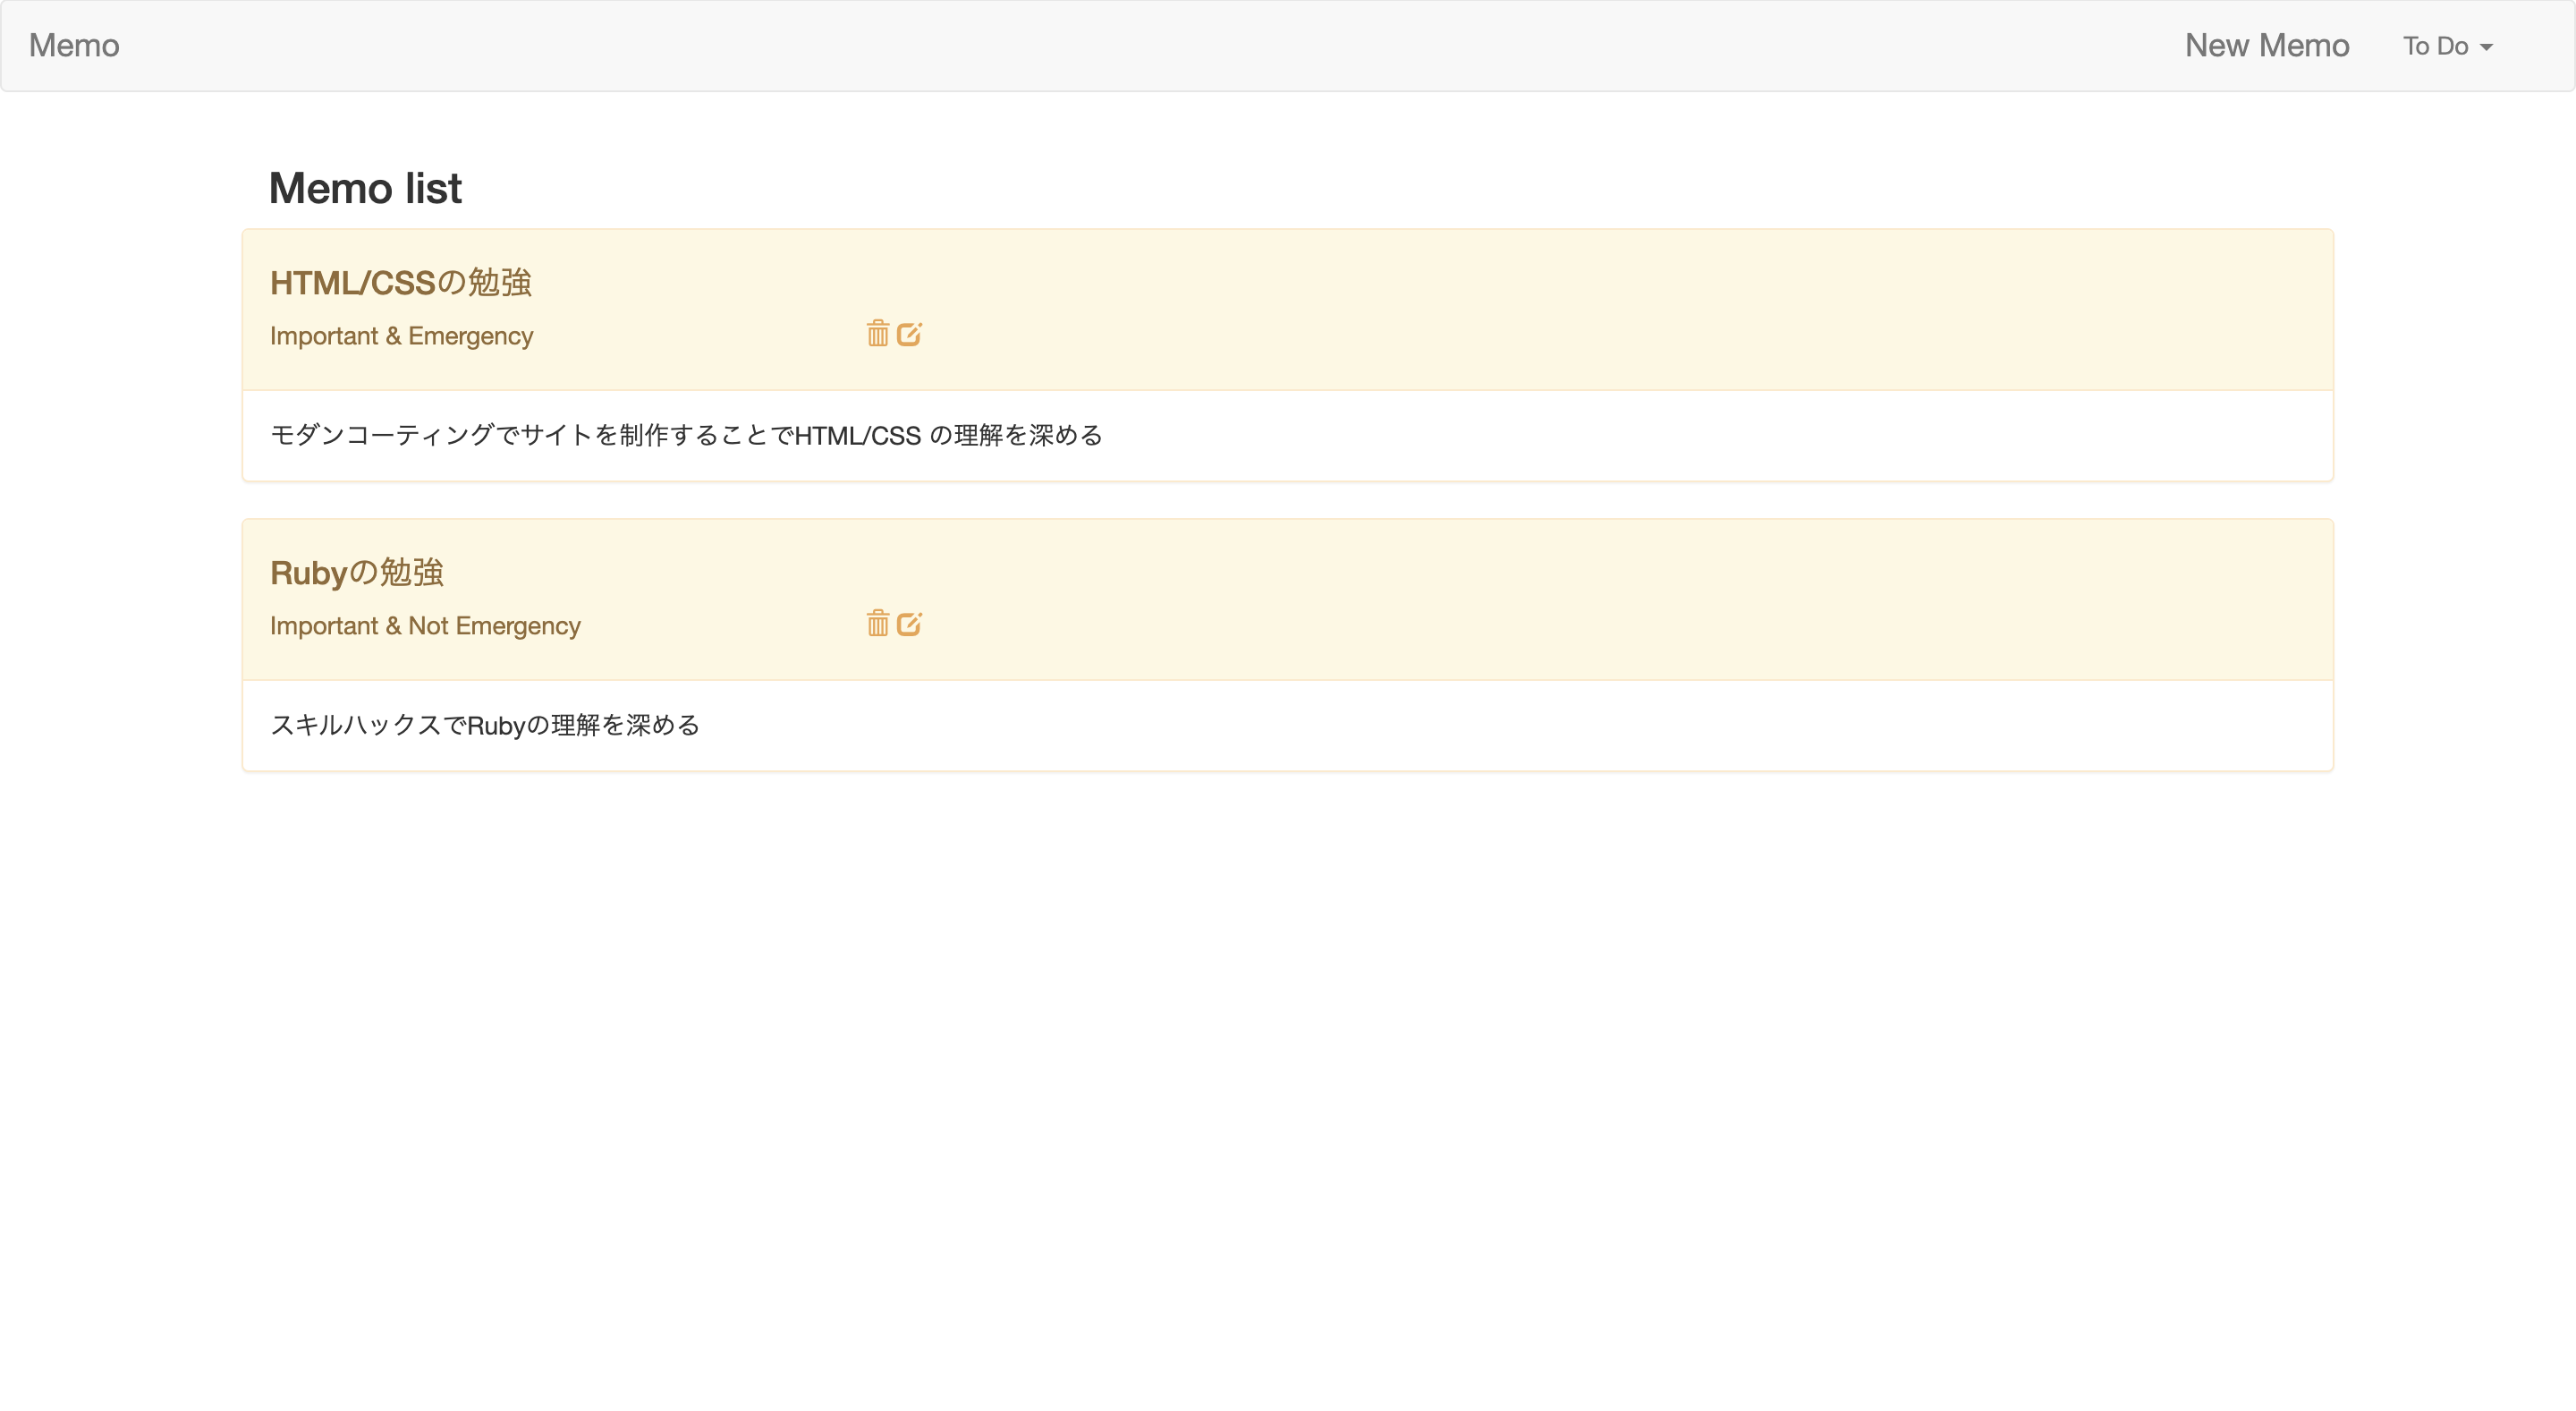 Memo
New Memo
To Do
Memo list
HTML/CSSの勉強
Important & Emergency
モダンコーティングでサイトを制作することでHTML/CSS の理解を深める
Rubyの勉強
Important & Not Emergency
スキルハックスでRubyの理解を深める